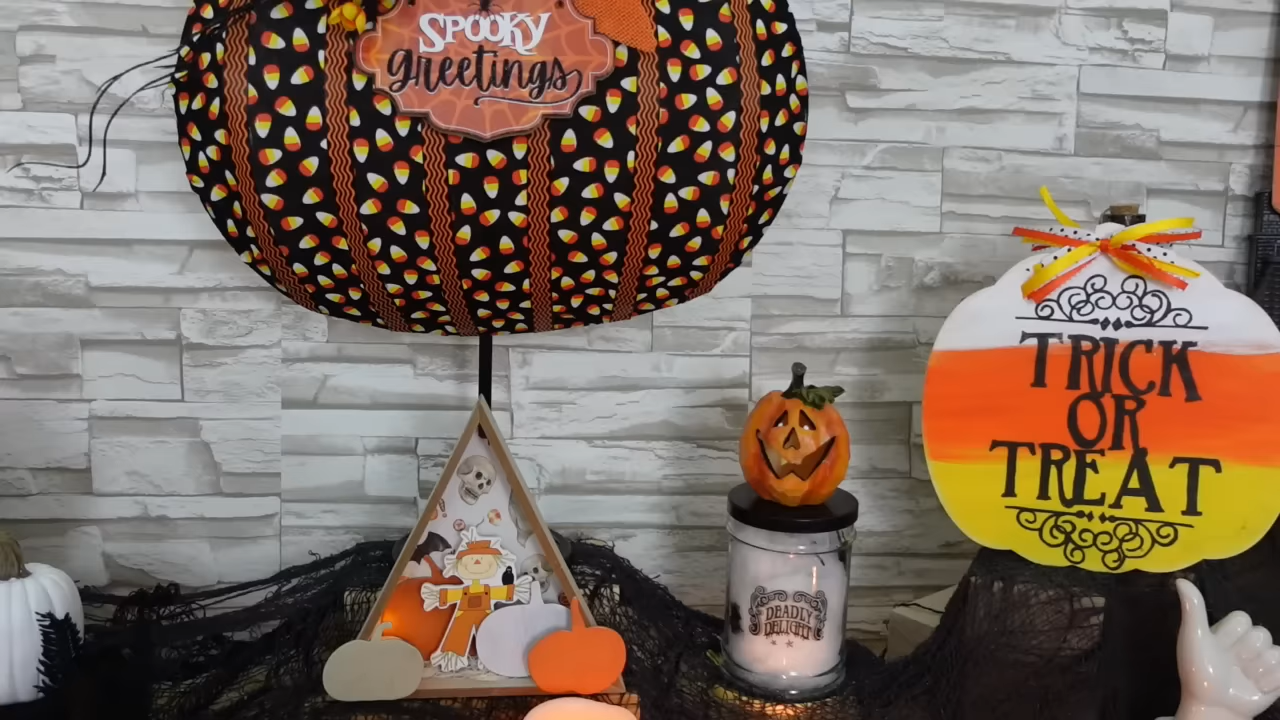 SPOOKY
greetings
TRICK
OR
TREAT
DEADLY
DELIGHT